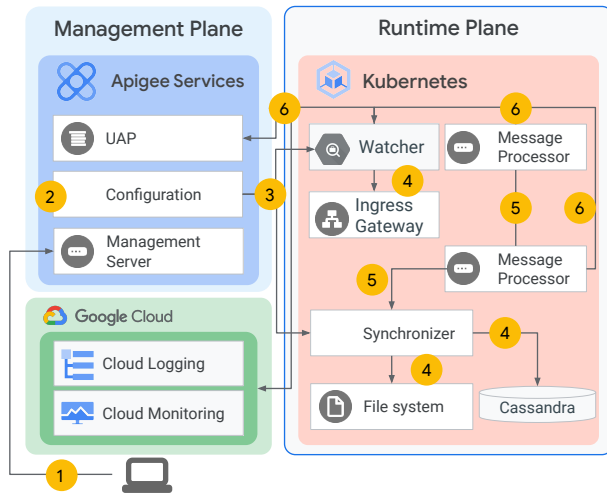 Management Plane
Runtime Plane
Apigee Services
Kubernetes
6
6
UAP
Watcher
Message
Processor
4
2
Configuration
3
Ingress
Gateway
5
6
Management
Server
Message
Processor
5
Google Cloud
Synchronizer
4
Cloud Logging
4
File system
Cassandra
Cloud Monitoring
1